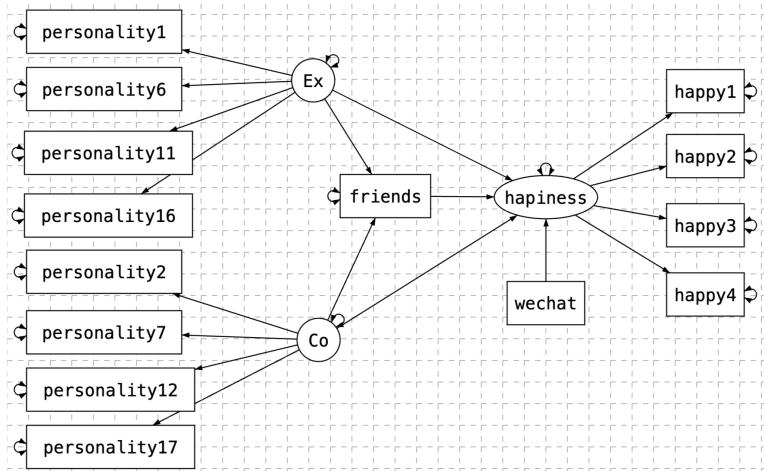 personality1
Ex
personality6
happy1
personality11
happy2
friends
hapiness
personality16
happy3
personality2
wechat
happy4
personality7
Co
personality12
personality17